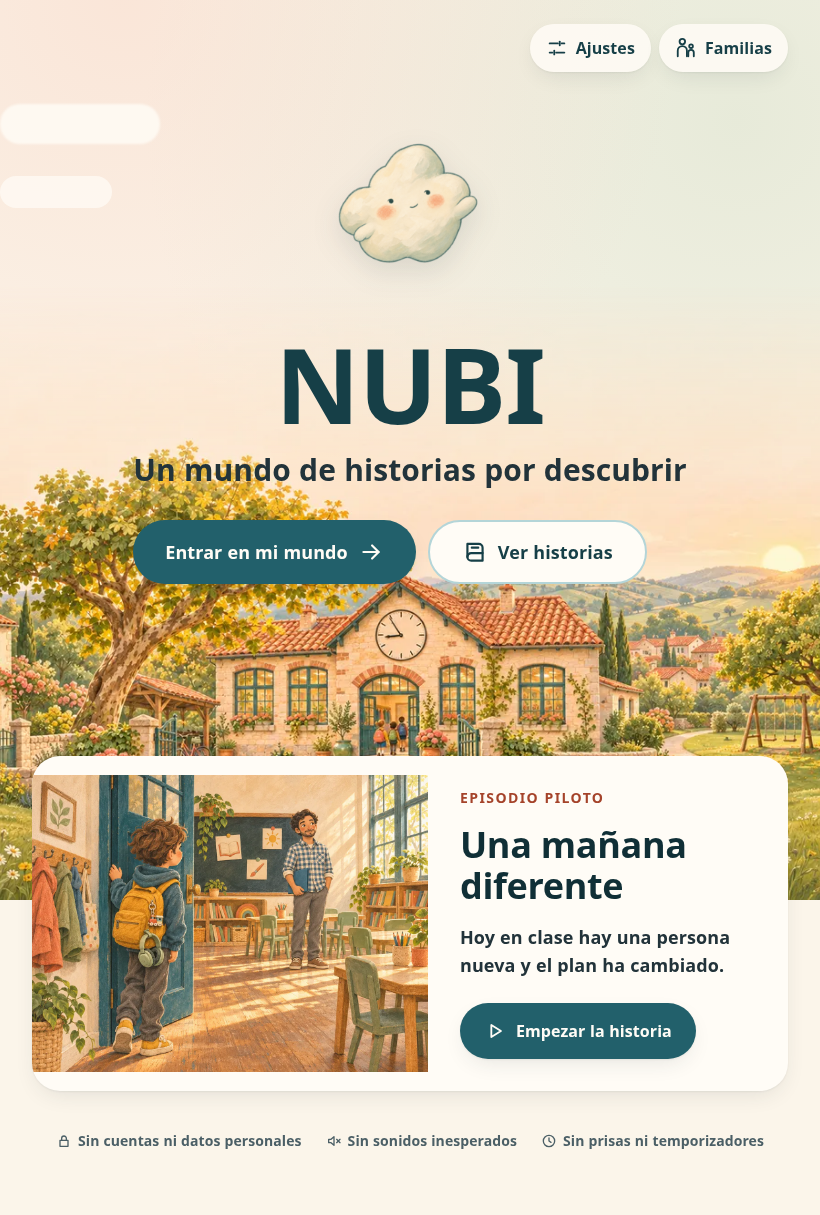 Ajustes
Familias
NUBI
Un mundo de historias por descubrir
Entrar en mi mundo
Ver historias
EPISODIO PILOTO
Una mañana
diferente
Hoy en clase hay una persona
nueva y el plan ha cambiado.
Empezar la historia
Sin cuentas ni datos personales
Sin sonidos inesperados
Sin prisas ni temporizadores